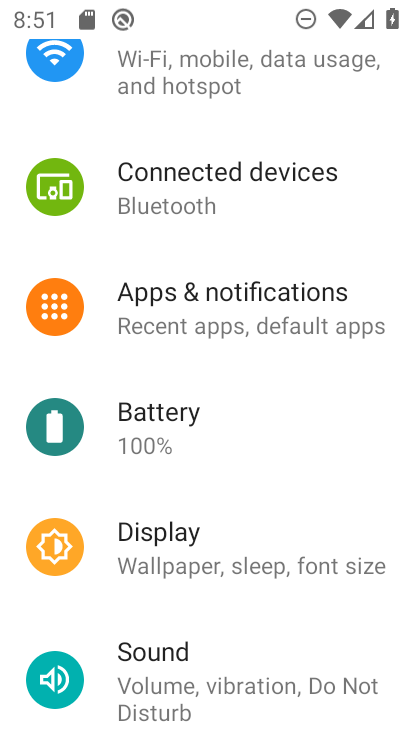 8:51
Wi-Fi, mobile, data usage,
and hotspot
Connected devices
Bluetooth
Apps & notifications
Recent apps, default apps
Battery
100%
Display
Wallpaper, sleep, font size
Sound
Volume, vibration, Do Not
Disturb